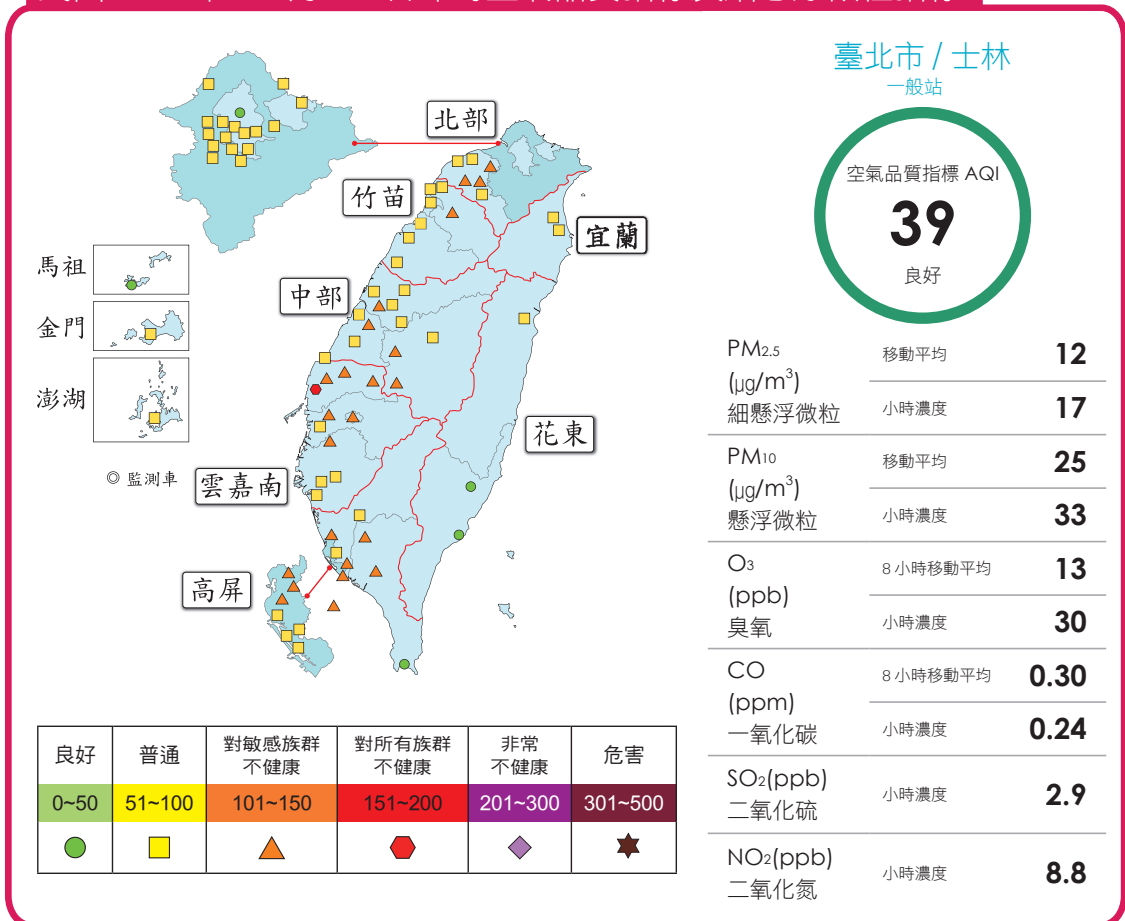 臺北市 / 士林
一般站
空氣品質指標 AQI
39
良好
北部
竹苗
宜蘭
馬祖
中部
金門
澎湖
花東
◎ 監測車
雲嘉南
高屏
PM2.5
(μg/m³)
細懸浮微粒
移動平均 12
小時濃度 17
PM10
(μg/m³)
懸浮微粒
移動平均 25
小時濃度 33
O3
(ppb)
臭氧
8 小時移動平均 13
小時濃度 30
CO
(ppm)
一氧化碳
8 小時移動平均 0.30
小時濃度 0.24
SO2(ppb)
二氧化硫
小時濃度 2.9
NO2(ppb)
二氧化氮
小時濃度 8.8
良好 普通 對敏感族群不健康 對所有族群不健康 非常不健康 危害
0~50 51~100 101~150 151~200 201~300 301~500